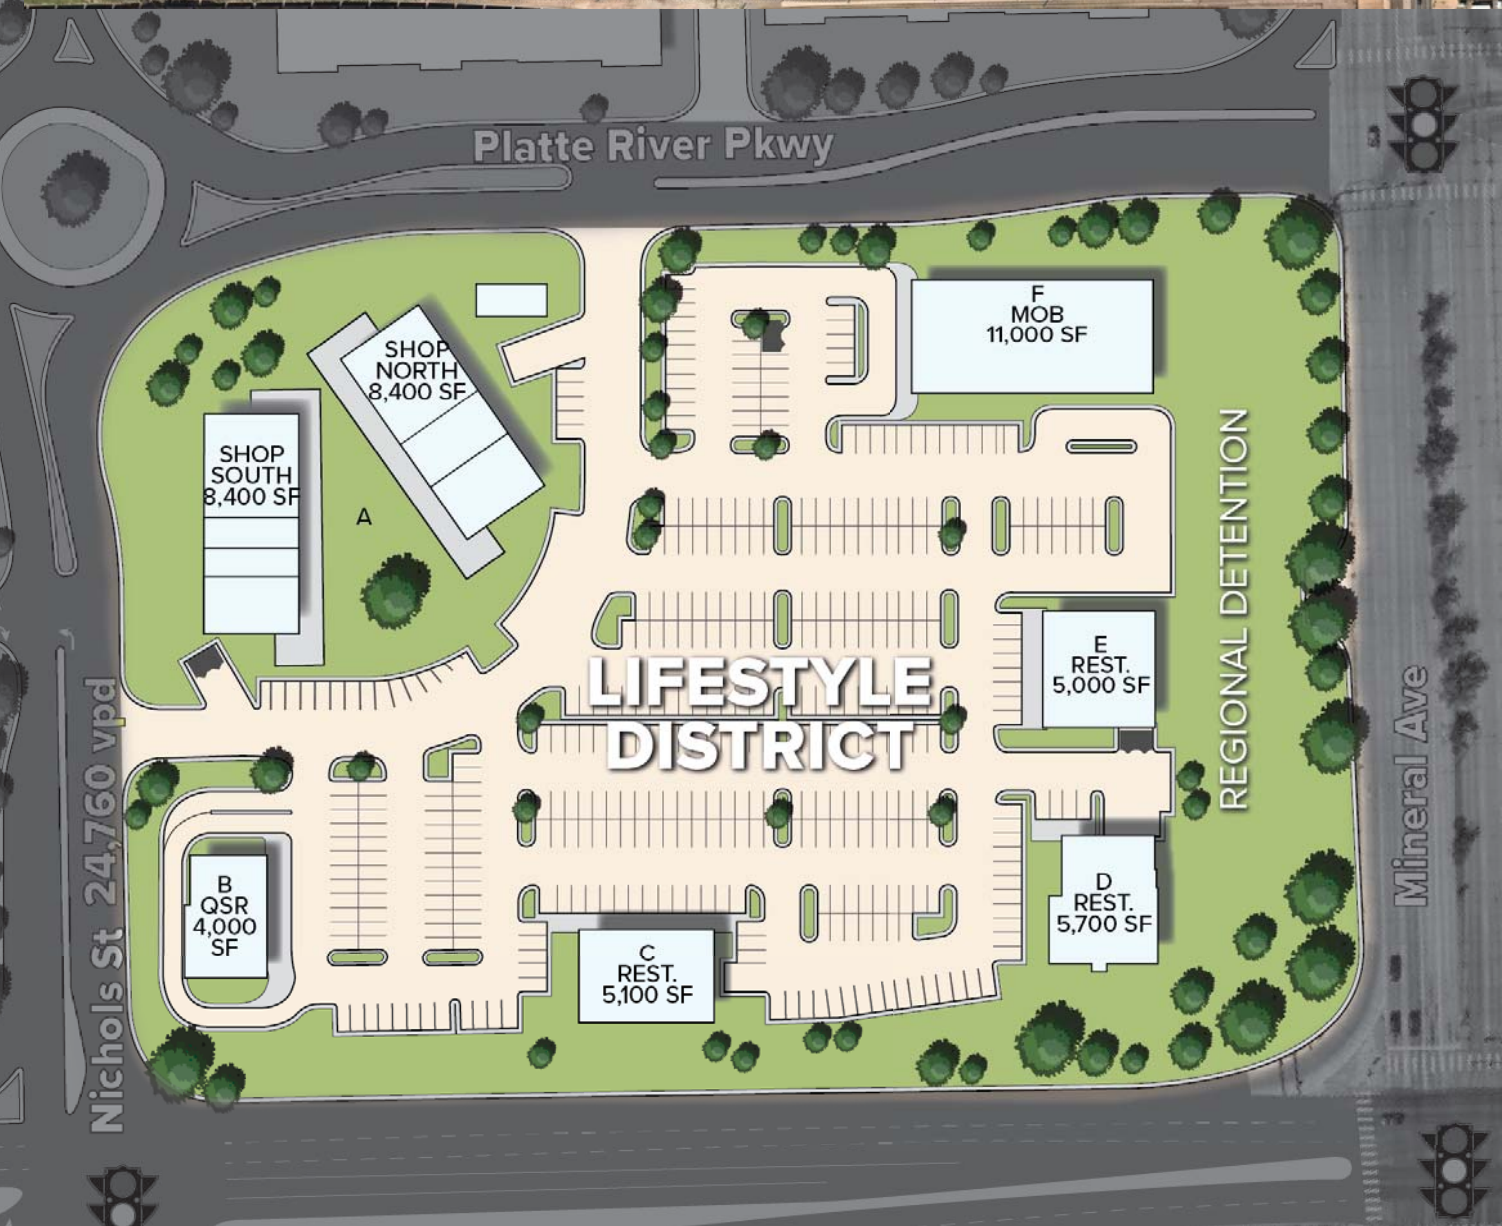 Platte River Pkwy
F
MOB
11,000 SF
SHOP
NORTH
8,400 SF
SHOP
SOUTH
8,400 SF
A
REGIONAL DETENTION
E
REST.
5,000 SF
LIFESTYLE
DISTRICT
Mineral Ave
Nichols St 24,760 vpd
B
QSR
4,000
SF
D
REST.
5,700 SF
C
REST.
5,100 SF